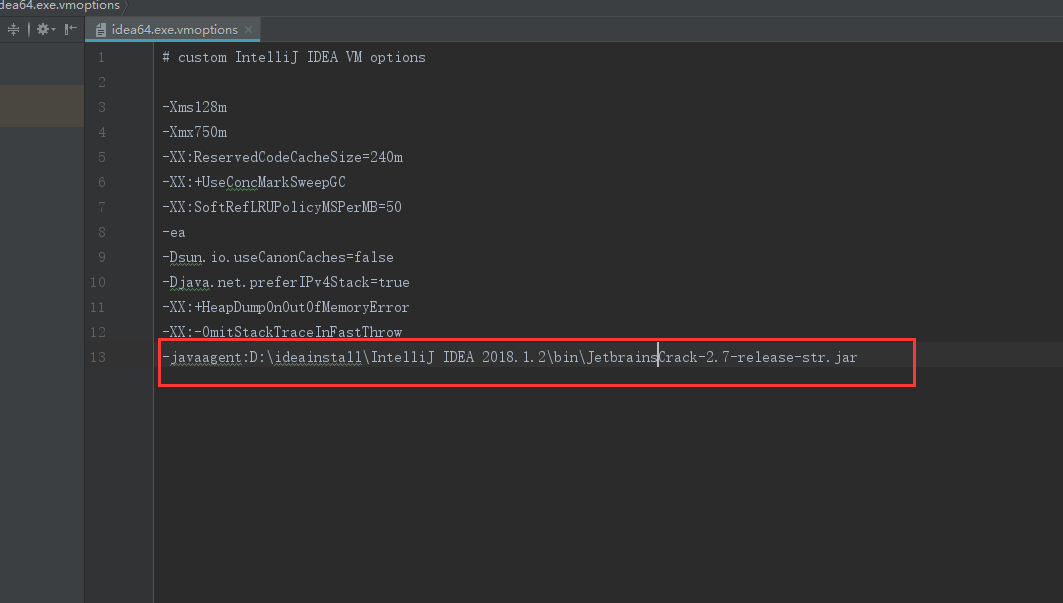 dea64.exe.vmoptions
idea64.exe.vmoptions
1 # custom IntelliJ IDEA VM options
2
3 -Xms128m
4 -Xmx750m
5 -XX:ReservedCodeCacheSize=240m
6 -XX:+UseConcMarkSweepGC
7 -XX:SoftRefLRUPolicyMSPerMB=50
8 -ea
9 -Dsun.io.useCanonCaches=false
10 -Djava.net.preferIPv4Stack=true
11 -XX:+HeapDumpOnOutOfMemoryError
12 -XX:-OmitStackTraceInFastThrow
13 -javaagent:D:\ideainstall\IntelliJ IDEA 2018.1.2\bin\JetbrainsCrack-2.7-release-str.jar